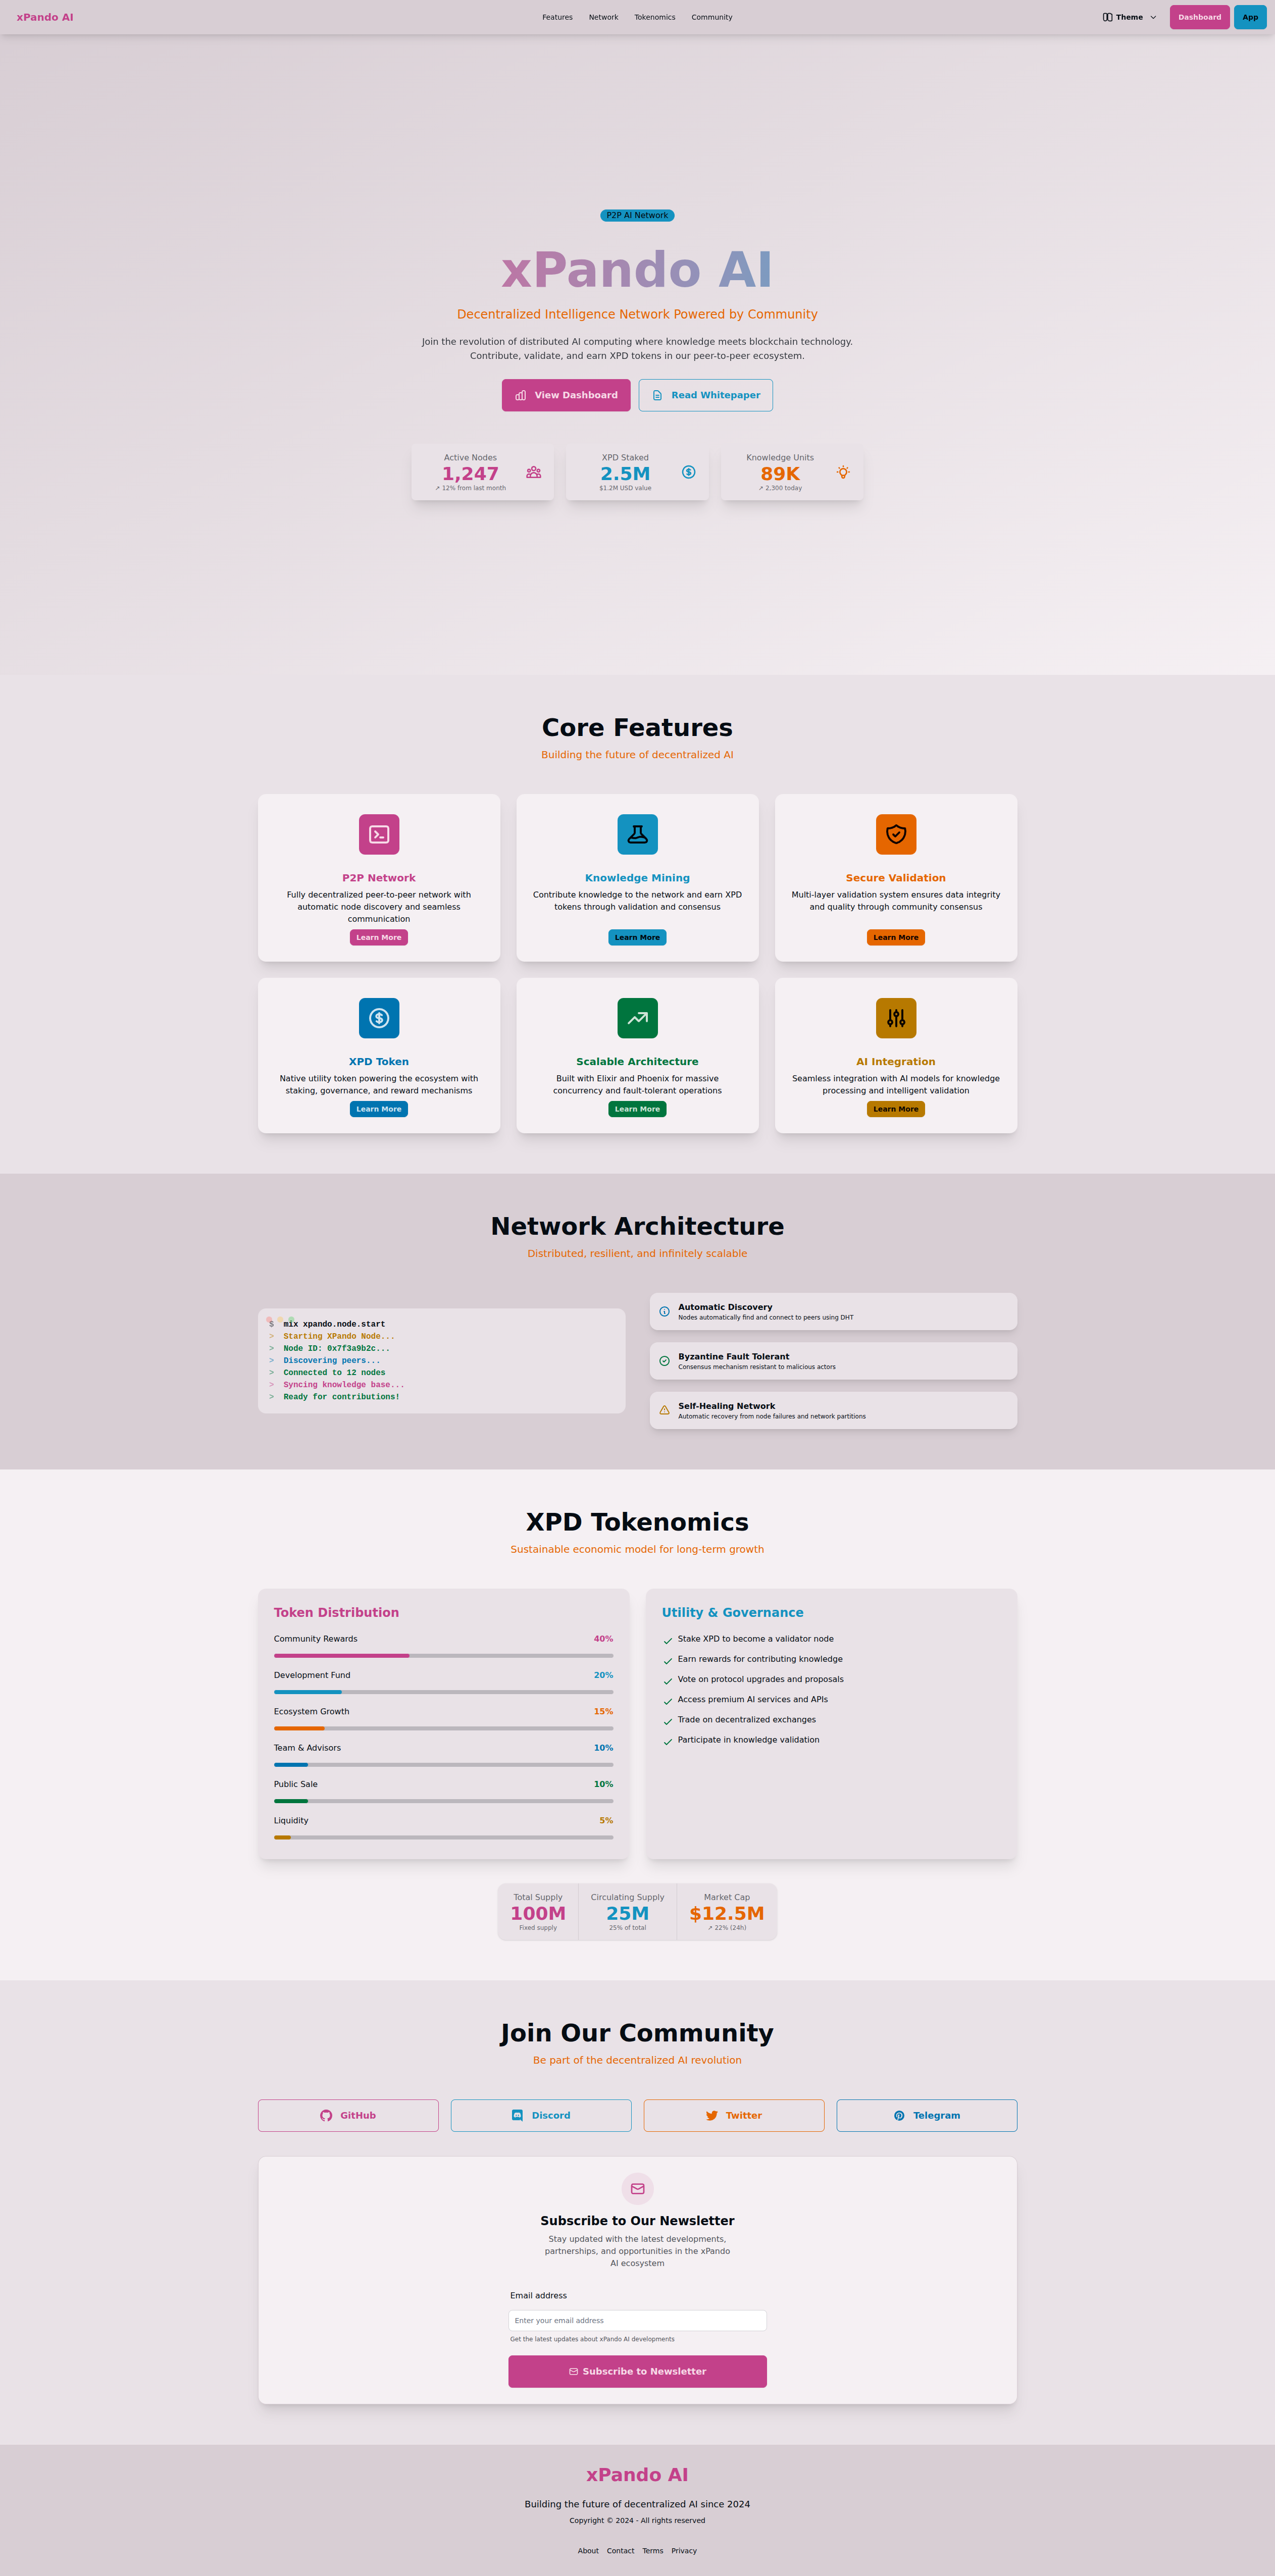 xPando AI
Features Network Tokenomics Community
Theme
Dashboard
App
P2P AI Network
xPando AI
Decentralized Intelligence Network Powered by Community
Join the revolution of distributed AI computing where knowledge meets blockchain technology.
Contribute, validate, and earn XPD tokens in our peer-to-peer ecosystem.
View Dashboard
Read Whitepaper
Active Nodes
1,247
↗ 12% from last month
XPD Staked
2.5M
$1.2M USD value
Knowledge Units
89K
↗ 2,300 today
Core Features
Building the future of decentralized AI
P2P Network
Fully decentralized peer-to-peer network with
automatic node discovery and seamless
communication
Learn More
Knowledge Mining
Contribute knowledge to the network and earn XPD
tokens through validation and consensus
Learn More
Secure Validation
Multi-layer validation system ensures data integrity
and quality through community consensus
Learn More
XPD Token
Native utility token powering the ecosystem with
staking, governance, and reward mechanisms
Learn More
Scalable Architecture
Built with Elixir and Phoenix for massive
concurrency and fault-tolerant operations
Learn More
AI Integration
Seamless integration with AI models for knowledge
processing and intelligent validation
Learn More
Network Architecture
Distributed, resilient, and infinitely scalable
$ mix xpando.node.start
> Starting XPando Node...
> Node ID: 0x7f3a9b2c...
> Discovering peers...
> Connected to 12 nodes
> Syncing knowledge base...
> Ready for contributions!
Automatic Discovery
Nodes automatically find and connect to peers using DHT
Byzantine Fault Tolerant
Consensus mechanism resistant to malicious actors
Self-Healing Network
Automatic recovery from node failures and network partitions
XPD Tokenomics
Sustainable economic model for long-term growth
Token Distribution
Community Rewards 40%
Development Fund 20%
Ecosystem Growth 15%
Team & Advisors 10%
Public Sale 10%
Liquidity 5%
Utility & Governance
Stake XPD to become a validator node
Earn rewards for contributing knowledge
Vote on protocol upgrades and proposals
Access premium AI services and APIs
Trade on decentralized exchanges
Participate in knowledge validation
Total Supply
100M
Fixed supply
Circulating Supply
25M
25% of total
Market Cap
$12.5M
↗ 22% (24h)
Join Our Community
Be part of the decentralized AI revolution
GitHub
Discord
Twitter
Telegram
Subscribe to Our Newsletter
Stay updated with the latest developments,
partnerships, and opportunities in the xPando
AI ecosystem
Email address
Enter your email address
Get the latest updates about xPando AI developments
Subscribe to Newsletter
xPando AI
Building the future of decentralized AI since 2024
Copyright © 2024 - All rights reserved
About Contact Terms Privacy